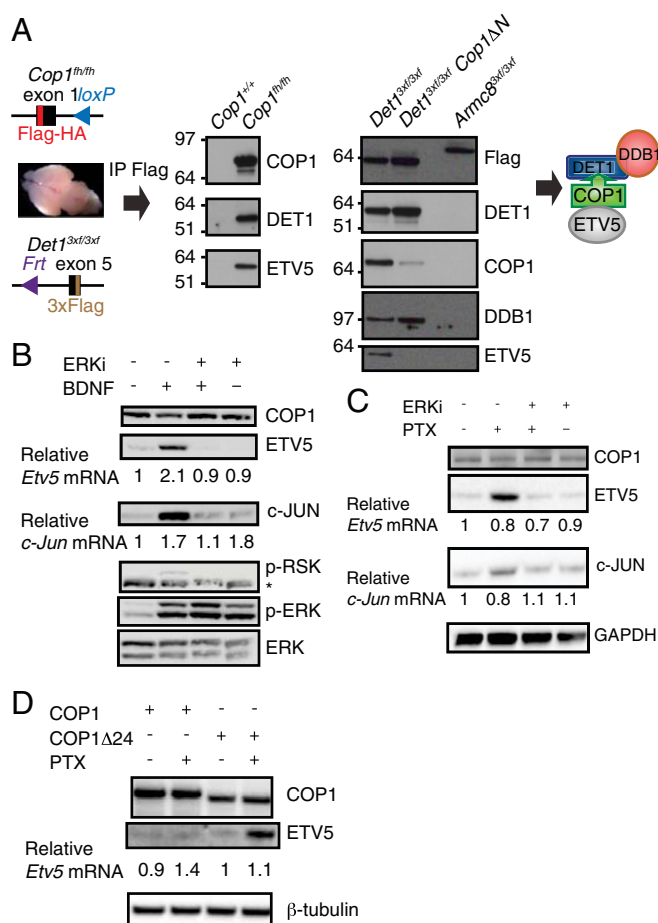 A
Cop1fh/fh
exon 1 loxP
Flag-HA
IP Flag
Det13xf/3xf
Frt exon 5
3xFlag
Cop1+/+
Cop1fh/fh
97
64
COP1
64
51
DET1
64
51
ETV5
Det13xf/3xf
Det13xf/3xf Cop1ΔN
Armc83xf/3xf
64
Flag
64
51
DET1
64
COP1
97
DDB1
64
ETV5
DET1
DDB1
COP1
ETV5
B
ERKi - - + +
BDNF - + + –
COP1
ETV5
Relative
Etv5 mRNA 1 2.1 0.9 0.9
c-JUN
Relative
c-Jun mRNA 1 1.7 1.1 1.8
p-RSK
*
p-ERK
ERK
C
ERKi - - + +
PTX - + + –
COP1
ETV5
Relative
Etv5 mRNA 1 0.8 0.7 0.9
c-JUN
Relative
c-Jun mRNA 1 0.8 1.1 1.1
GAPDH
D
COP1 + + - -
COP1Δ24 - - + +
PTX - + - +
COP1
ETV5
Relative
Etv5 mRNA 0.9 1.4 1 1.1
β-tubulin